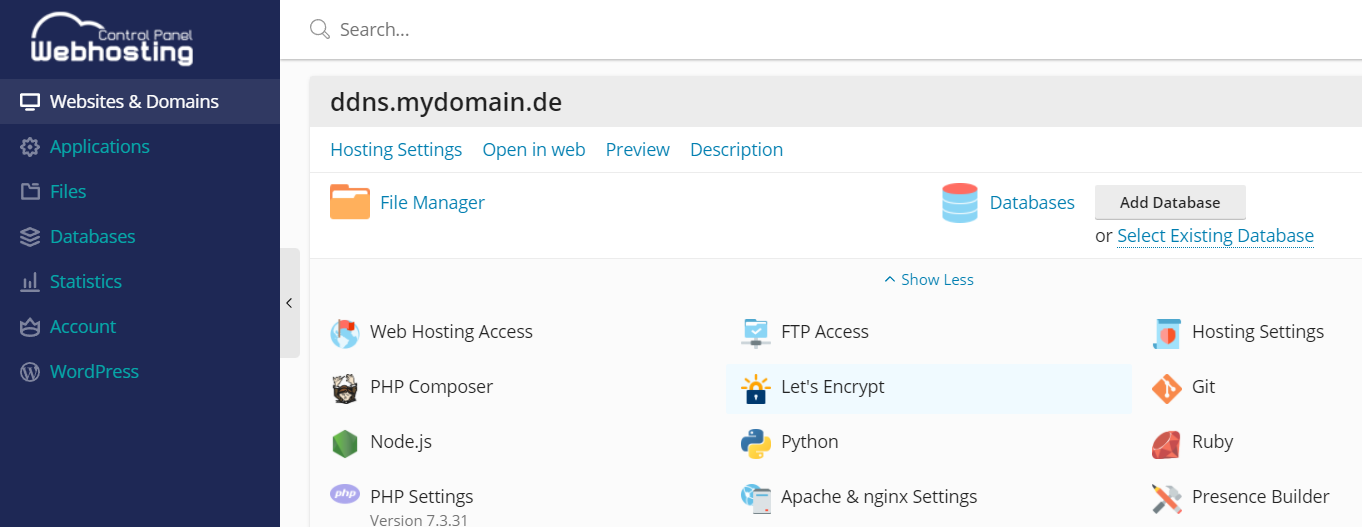 Control Panel
Webhosting
Search...
Websites & Domains
Applications
Files
Databases
Statistics
Account
WordPress
ddns.mydomain.de
Hosting Settings Open in web Preview Description
File Manager
Databases Add Database
or Select Existing Database
Show Less
Web Hosting Access FTP Access Hosting Settings
PHP Composer Let's Encrypt Git
Node.js Python Ruby
php PHP Settings Apache & nginx Settings Presence Builder
Version 7.3.31